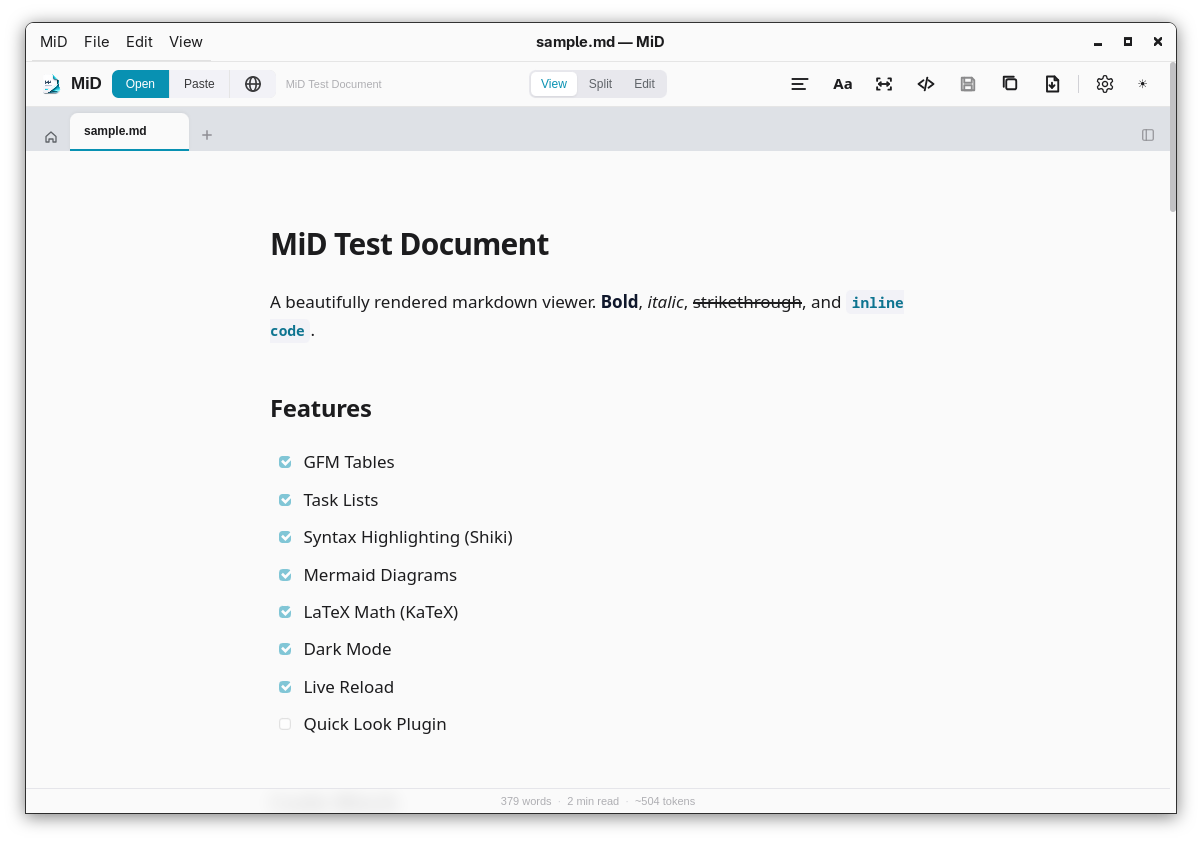 MiD File Edit View sample.md — MiD
MiD Open Paste MiD Test Document View Split Edit Aa
sample.md
MiD Test Document
A beautifully rendered markdown viewer. Bold, italic, strikethrough, and inline
code.
Features
GFM Tables
Task Lists
Syntax Highlighting (Shiki)
Mermaid Diagrams
LaTeX Math (KaTeX)
Dark Mode
Live Reload
Quick Look Plugin
379 words · 2 min read · ~504 tokens